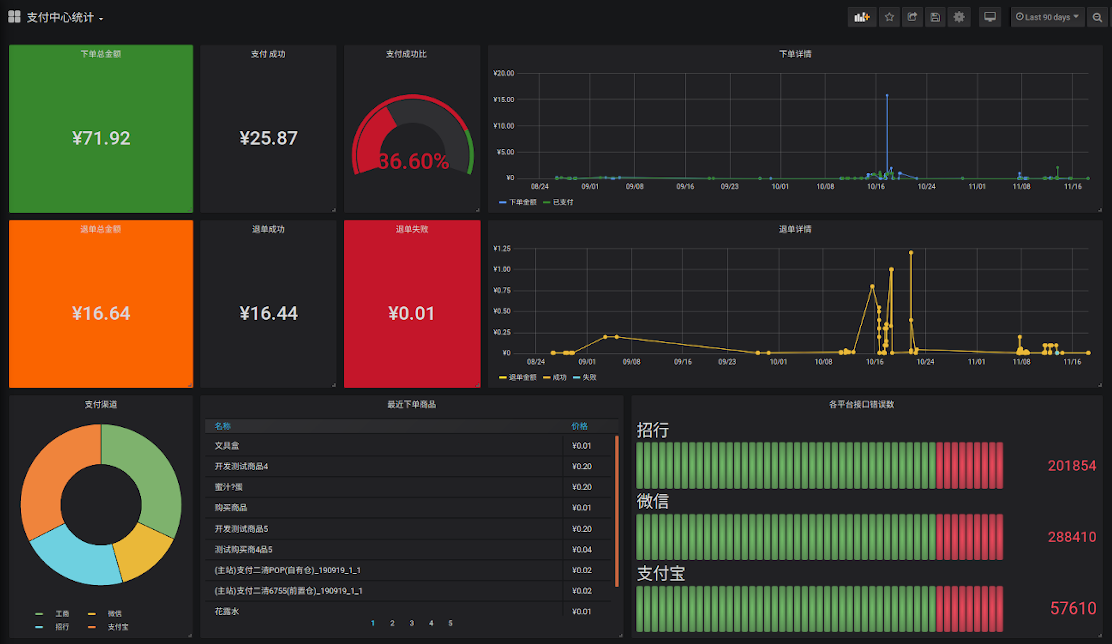 支付中心统计
Last 90 days
下单总金额
¥71.92
支付 成功
¥25.87
支付成功比
36.60%
下单详情
¥20.00
¥15.00
¥10.00
¥5.00
¥0
08/24 09/01 09/08 09/16 09/23 10/01 10/08 10/16 10/24 11/01 11/08 11/16
下单金额 已支付
退单总金额
¥16.64
退单成功
¥16.44
退单失败
¥0.01
退单详情
¥1.25
¥1.00
¥0.75
¥0.50
¥0.25
¥0
08/24 09/01 09/08 09/16 09/23 10/01 10/08 10/16 10/24 11/01 11/08 11/16
退单金额 成功 失败
支付渠道
工商 微信
招行 支付宝
最近下单商品
名称 价格
文具盒 ¥0.01
开发测试商品4 ¥0.20
蜜汁?蛋 ¥0.20
购买商品 ¥0.01
开发测试商品5 ¥0.20
测试购买商4品5 ¥0.04
(主站)支付二清POP(自有仓)_190919_1_1 ¥0.02
(主站)支付二清6755(前置仓)_190919_1_1 ¥0.02
花露水 ¥0.01
1 2 3 4 5
各平台接口错误数
招行
201854
微信
288410
支付宝
57610